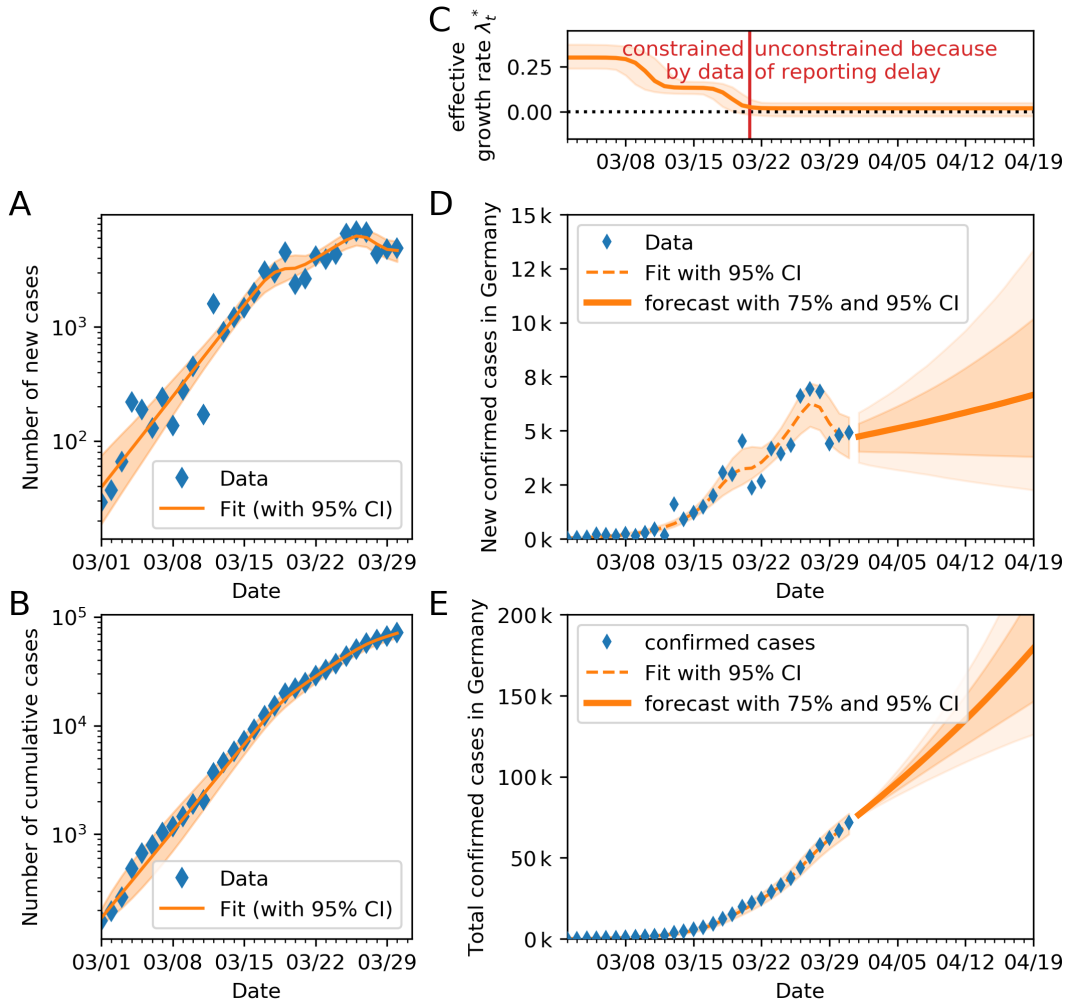 C
effective
growth rate λt*
0.25
0.00
constrained
by data
unconstrained because
of reporting delay
03/08 03/15 03/22 03/29 04/05 04/12 04/19
A
Number of new cases
10³
10²
Data
Fit (with 95% CI)
03/01 03/08 03/15 03/22 03/29
Date
D
New confirmed cases in Germany
15 k
12 k
10 k
8 k
5 k
2 k
0 k
Data
Fit with 95% CI
forecast with 75% and 95% CI
03/08 03/15 03/22 03/29 04/05 04/12 04/19
Date
B
Number of cumulative cases
10⁵
10⁴
10³
Data
Fit (with 95% CI)
03/01 03/08 03/15 03/22 03/29
Date
E
Total confirmed cases in Germany
200 k
150 k
100 k
50 k
0 k
confirmed cases
Fit with 95% CI
forecast with 75% and 95% CI
03/08 03/15 03/22 03/29 04/05 04/12 04/19
Date